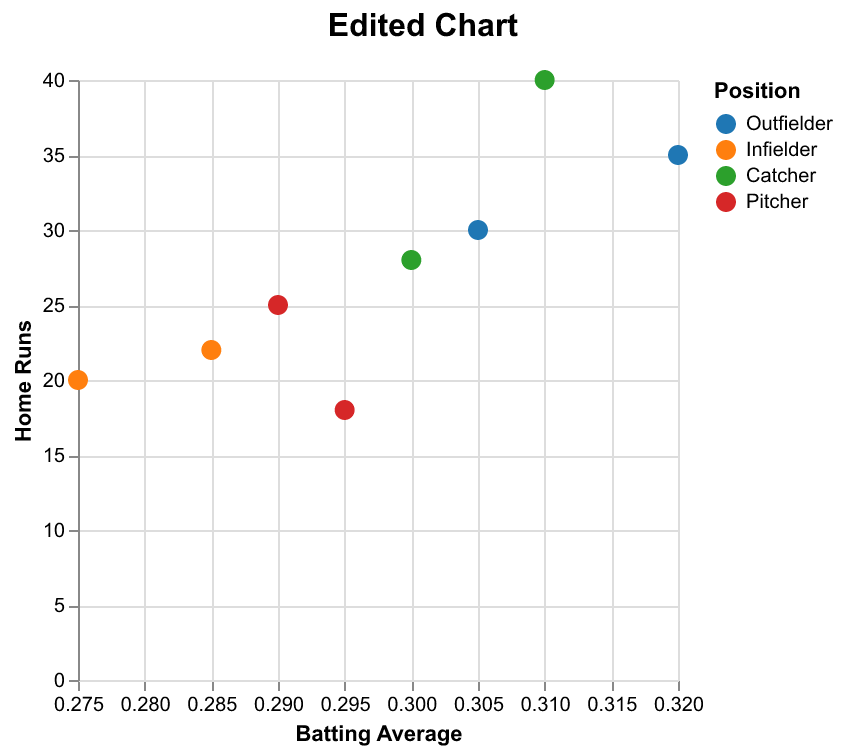 Edited Chart
Home Runs
40
35
30
25
20
15
10
5
0
0.275 0.280 0.285 0.290 0.295 0.300 0.305 0.310 0.315 0.320
Batting Average
Position
Outfielder
Infielder
Catcher
Pitcher